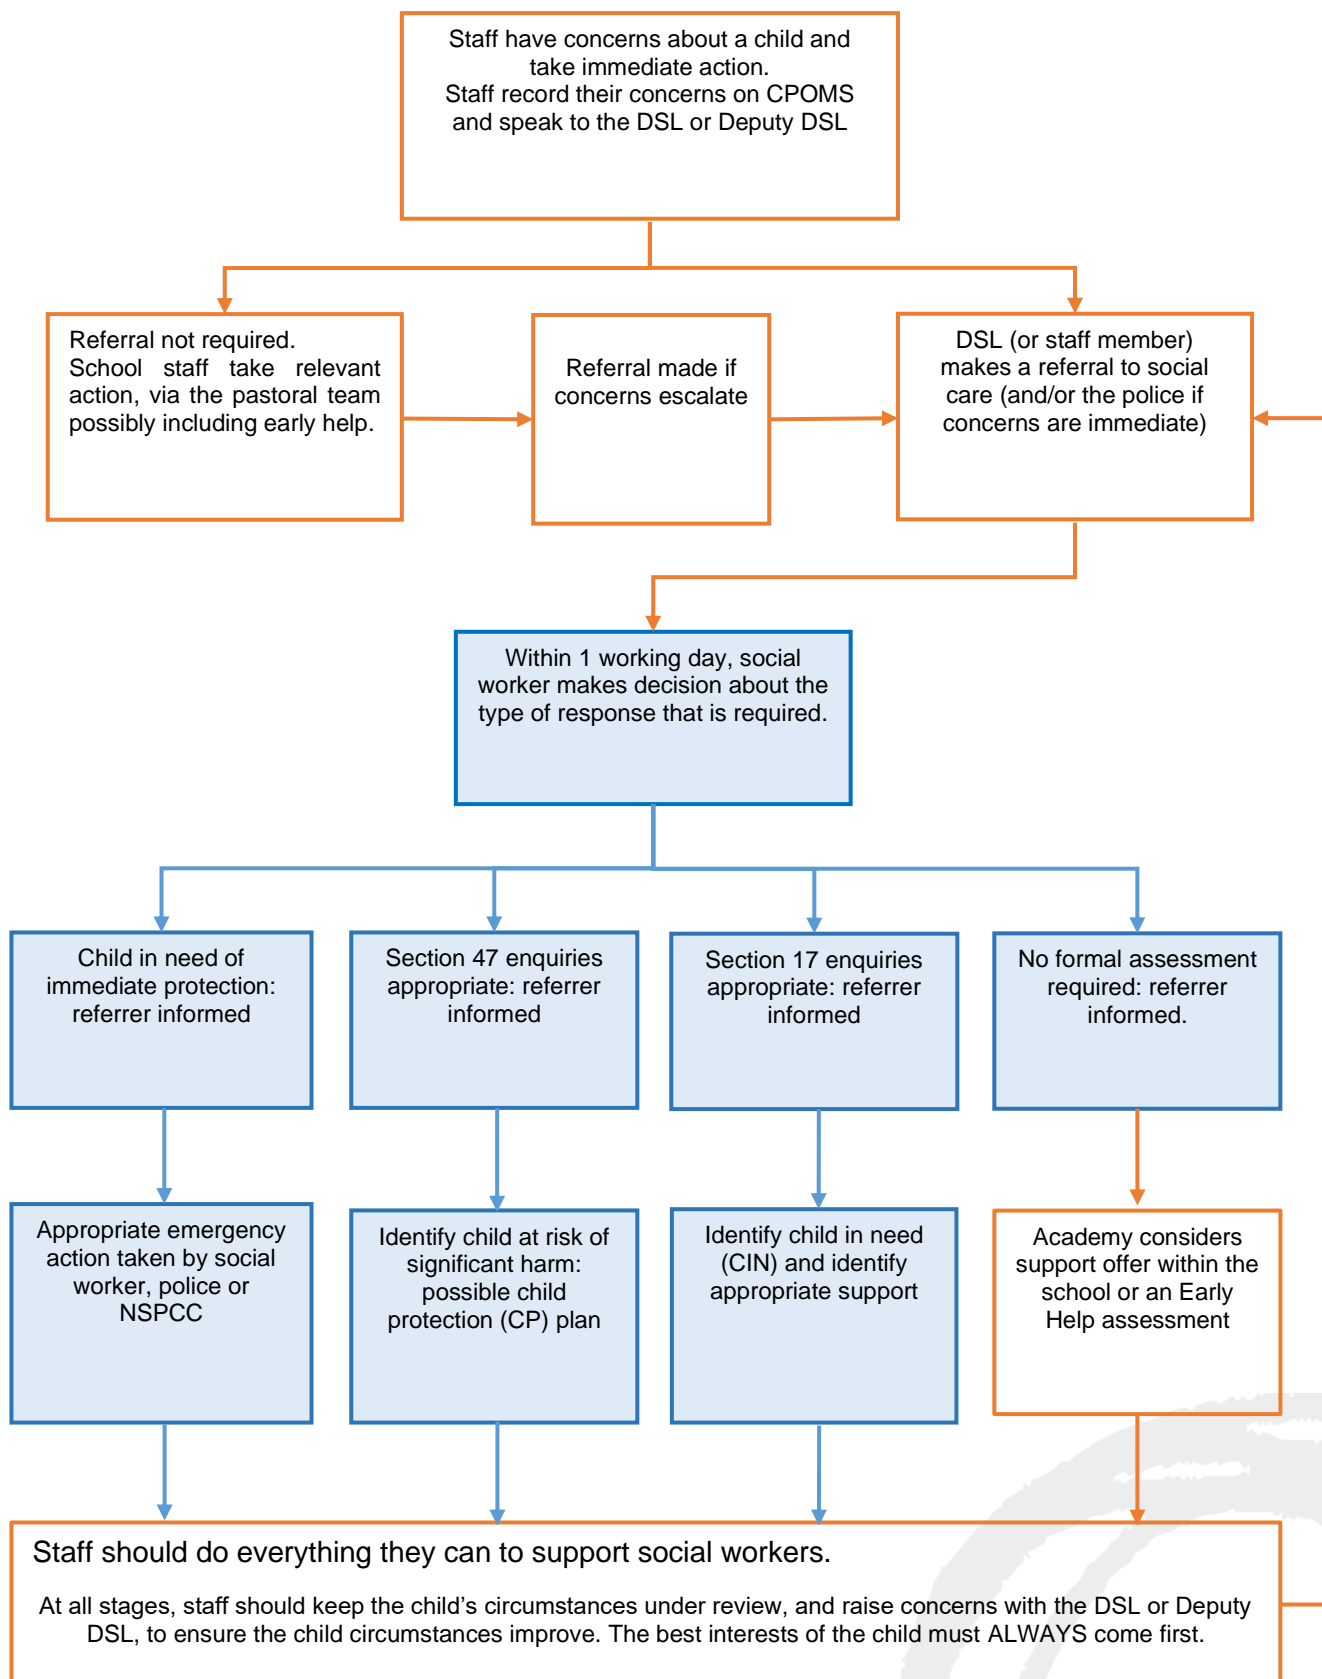 Staff have concerns about a child and
take immediate action.
Staff record their concerns on CPOMS
and speak to the DSL or Deputy DSL
Referral not required.
School staff take relevant
action, via the pastoral team
possibly including early help.
Referral made if
concerns escalate
DSL (or staff member)
makes a referral to social
care (and/or the police if
concerns are immediate)
Within 1 working day, social
worker makes decision about the
type of response that is required.
Child in need of
immediate protection:
referrer informed
Section 47 enquiries
appropriate: referrer
informed
Section 17 enquiries
appropriate: referrer
informed
No formal assessment
required: referrer
informed.
Appropriate emergency
action taken by social
worker, police or
NSPCC
Identify child at risk of
significant harm:
possible child
protection (CP) plan
Identify child in need
(CIN) and identify
appropriate support
Academy considers
support offer within the
school or an Early
Help assessment
Staff should do everything they can to support social workers.
At all stages, staff should keep the child’s circumstances under review, and raise concerns with the DSL or Deputy
DSL, to ensure the child circumstances improve. The best interests of the child must ALWAYS come first.